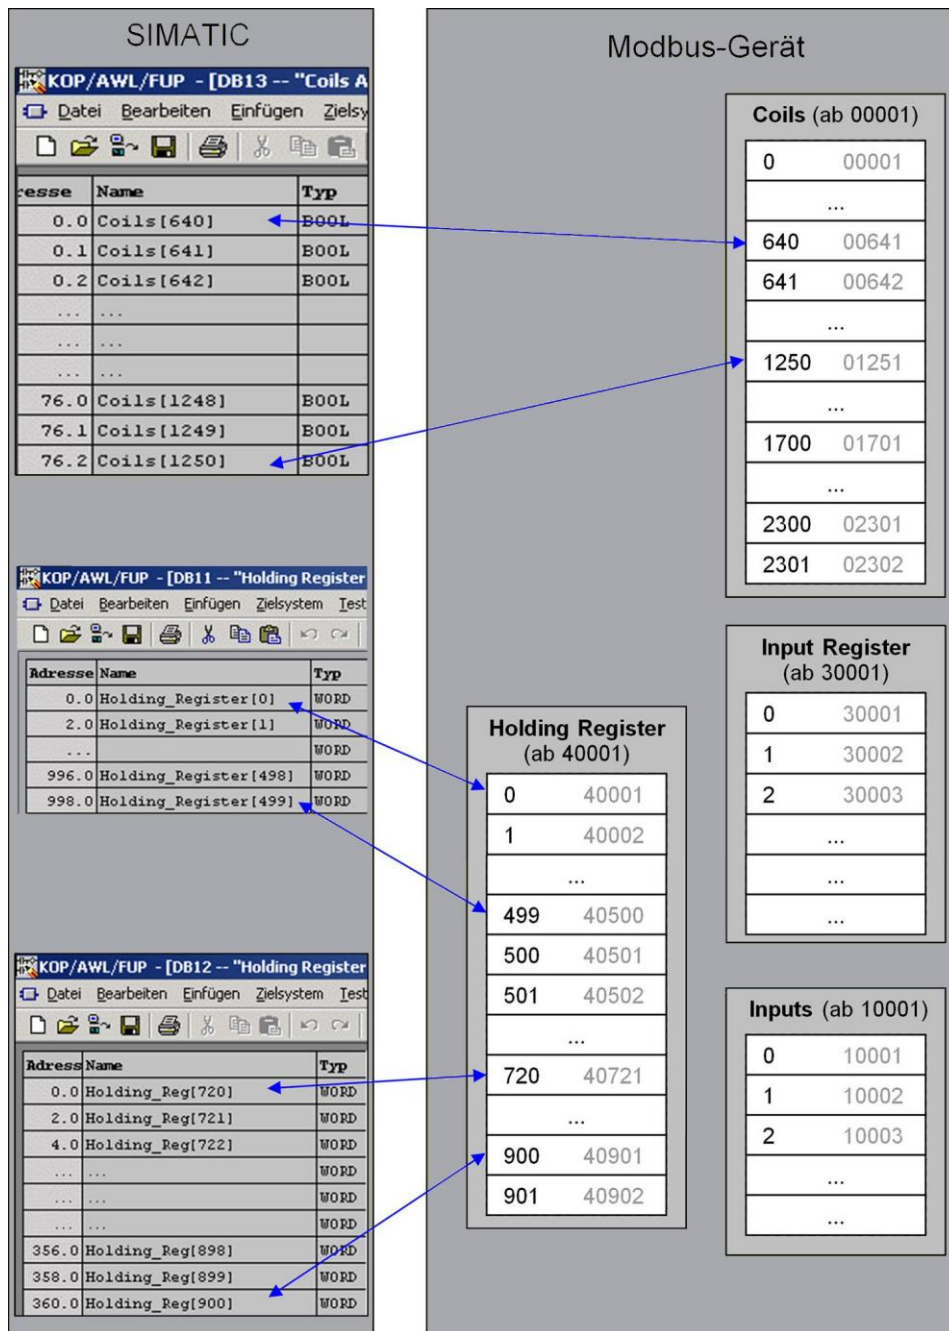 SIMATIC
KOP/AWL/FUP - [DB13 -- "Coils A
Datei Bearbeiten Einfügen Zielsy
resse Name Typ
0.0 Coils[640] BOOL
0.1 Coils[641] BOOL
0.2 Coils[642] BOOL
... ...
... ...
... ...
76.0 Coils[1248] BOOL
76.1 Coils[1249] BOOL
76.2 Coils[1250] BOOL
KOP/AWL/FUP - [DB11 -- "Holding Register
Datei Bearbeiten Einfügen Zielsystem Test
Adresse Name Typ
0.0 Holding_Register[0] WORD
2.0 Holding_Register[1] WORD
... WORD
996.0 Holding_Register[498] WORD
998.0 Holding_Register[499] WORD
KOP/AWL/FUP - [DB12 -- "Holding Register
Datei Bearbeiten Einfügen Zielsystem Test
Adress Name Typ
0.0 Holding_Reg[720] WORD
2.0 Holding_Reg[721] WORD
4.0 Holding_Reg[722] WORD
... ... WORD
... ... WORD
... ... WORD
356.0 Holding_Reg[898] WORD
358.0 Holding_Reg[899] WORD
360.0 Holding_Reg[900] WORD
Modbus-Gerät
Coils (ab 00001)
0 00001
...
640 00641
641 00642
...
1250 01251
...
1700 01701
...
2300 02301
2301 02302
Holding Register
(ab 40001)
0 40001
1 40002
...
499 40500
500 40501
501 40502
...
720 40721
...
900 40901
901 40902
Input Register
(ab 30001)
0 30001
1 30002
2 30003
...
...
...
Inputs (ab 10001)
0 10001
1 10002
2 10003
...
...